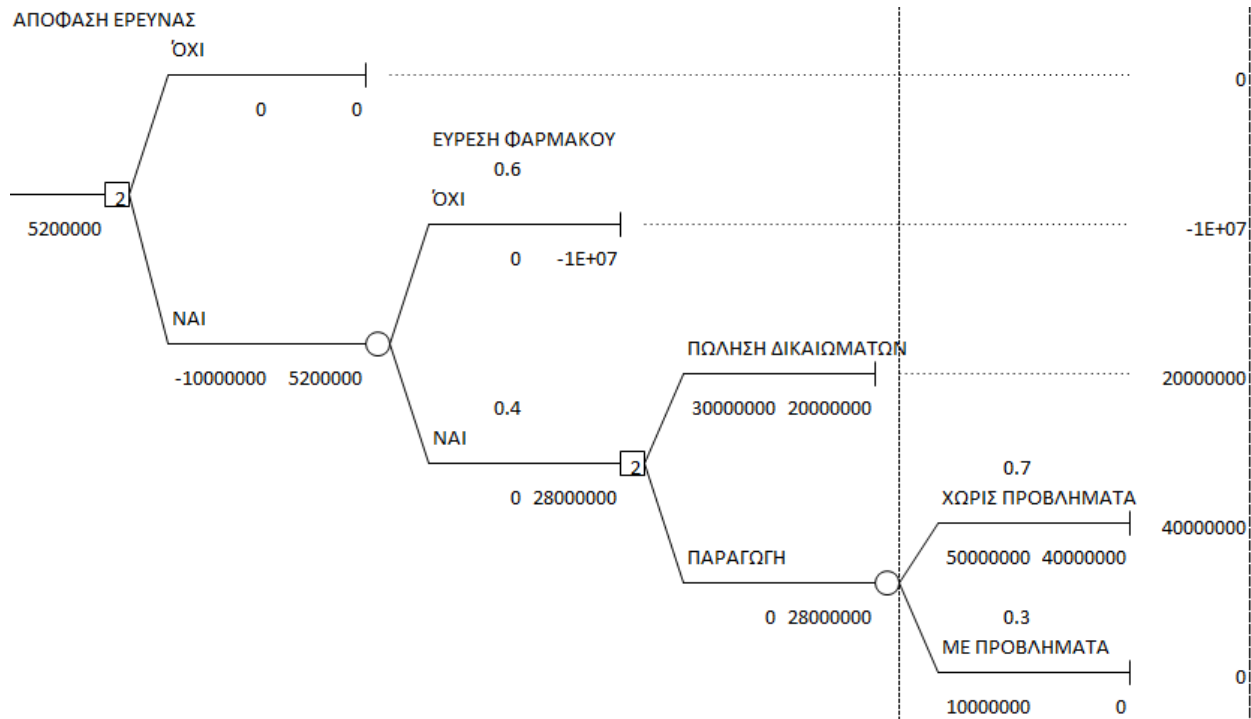 ΑΠΟΦΑΣΗ ΕΡΕΥΝΑΣ
ΌΧΙ
0
0 0
ΕΥΡΕΣΗ ΦΑΡΜΑΚΟΥ
0.6
2
ΌΧΙ
5200000
-1E+07
0 -1E+07
ΝΑΙ
ΠΩΛΗΣΗ ΔΙΚΑΙΩΜΑΤΩΝ
-10000000 5200000
20000000
0.4
30000000 20000000
ΝΑΙ
2
0.7
0 28000000
ΧΩΡΙΣ ΠΡΟΒΛΗΜΑΤΑ
40000000
ΠΑΡΑΓΩΓΗ
50000000 40000000
0 28000000
0.3
ΜΕ ΠΡΟΒΛΗΜΑΤΑ
0
10000000 0